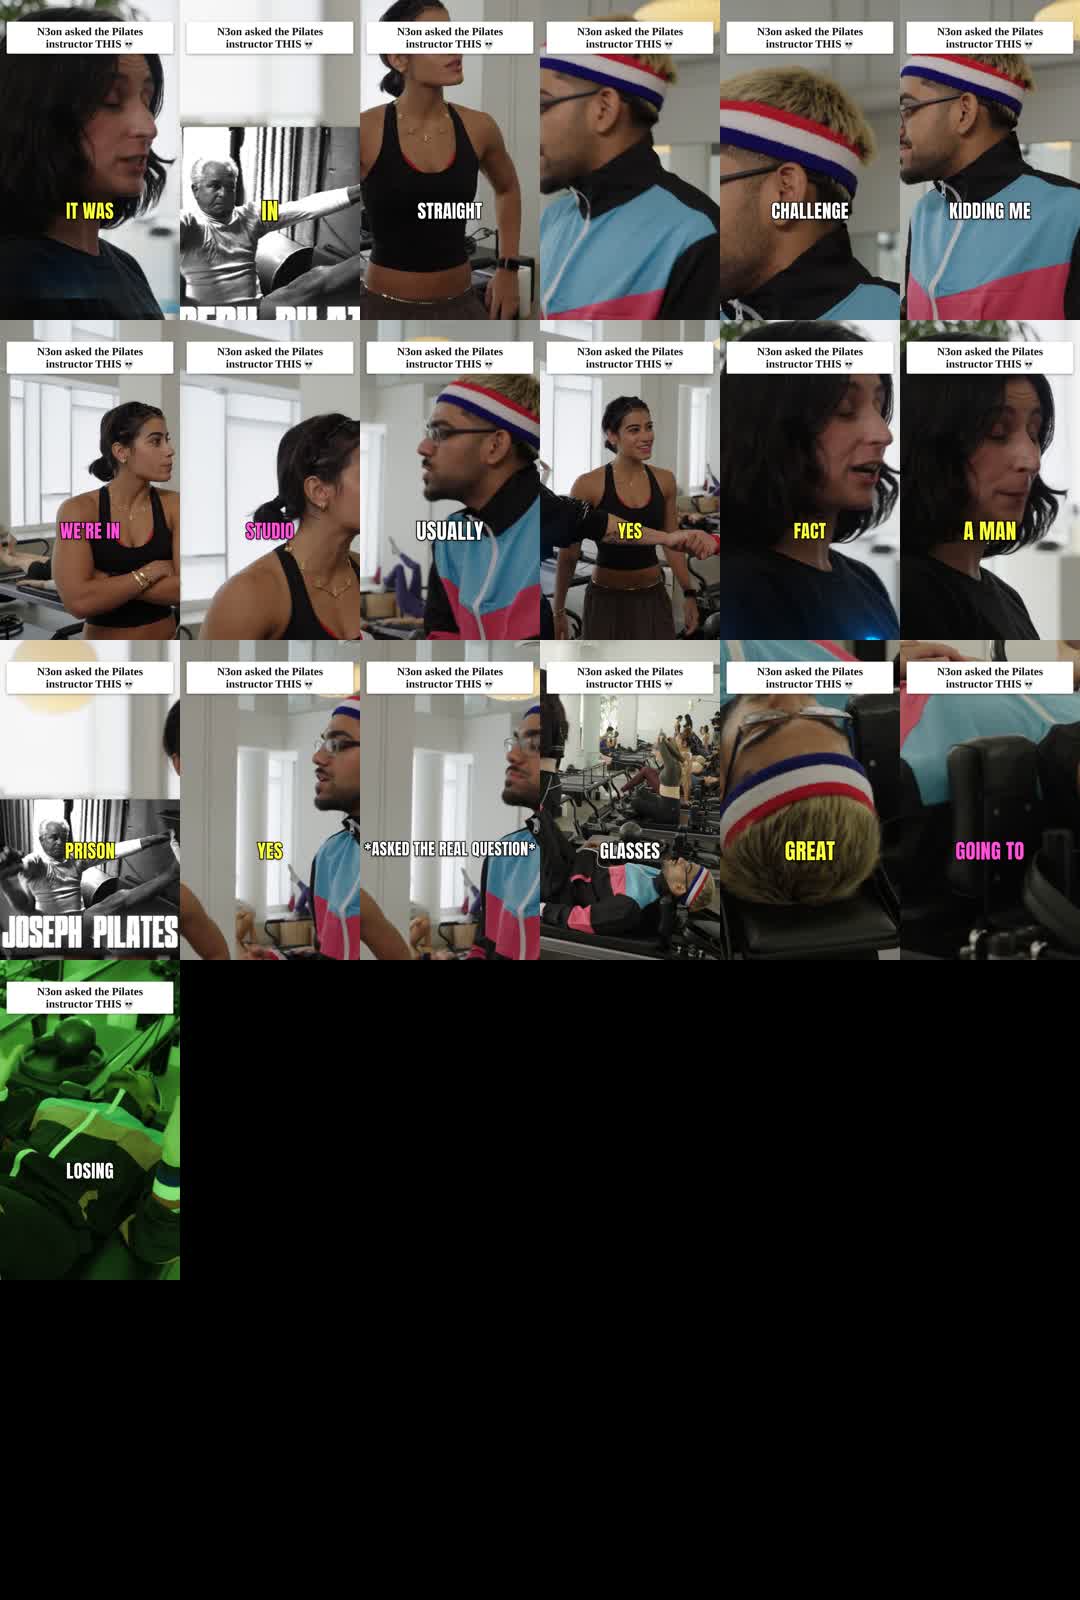 N3on asked the Pilates
instructor THIS 💀
IT WAS
N3on asked the Pilates
instructor THIS 💀
IN
N3on asked the Pilates
instructor THIS 💀
STRAIGHT
N3on asked the Pilates
instructor THIS 💀
N3on asked the Pilates
instructor THIS 💀
CHALLENGE
N3on asked the Pilates
instructor THIS 💀
KIDDING ME
N3on asked the Pilates
instructor THIS 💀
WE'RE IN
N3on asked the Pilates
instructor THIS 💀
STUDIO
N3on asked the Pilates
instructor THIS 💀
USUALLY
N3on asked the Pilates
instructor THIS 💀
YES
N3on asked the Pilates
instructor THIS 💀
FACT
N3on asked the Pilates
instructor THIS 💀
A MAN
N3on asked the Pilates
instructor THIS 💀
PRISON
JOSEPH PILATES
N3on asked the Pilates
instructor THIS 💀
YES
N3on asked the Pilates
instructor THIS 💀
*ASKED THE REAL QUESTION*
N3on asked the Pilates
instructor THIS 💀
GLASSES
N3on asked the Pilates
instructor THIS 💀
GREAT
N3on asked the Pilates
instructor THIS 💀
GOING TO
N3on asked the Pilates
instructor THIS 💀
LOSING